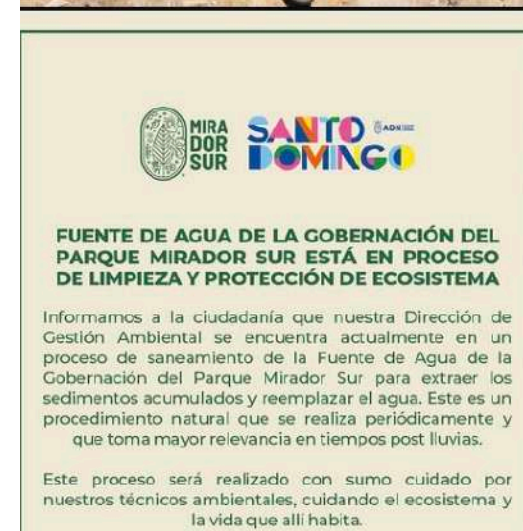 MIRA
DOR
SUR
SANTO
DOMINGO
ADN
FUENTE DE AGUA DE LA GOBERNACIÓN DEL
PARQUE MIRADOR SUR ESTÁ EN PROCESO
DE LIMPIEZA Y PROTECCIÓN DE ECOSISTEMA
Informamos a la ciudadanía que nuestra Dirección de
Gestión Ambiental se encuentra actualmente en un
proceso de saneamiento de la Fuente de Agua de la
Gobernación del Parque Mirador Sur para extraer los
sedimentos acumulados y reemplazar el agua. Este es un
procedimiento natural que se realiza periódicamente y
que toma mayor relevancia en tiempos post lluvias.
Este proceso será realizado con sumo cuidado por
nuestros técnicos ambientales, cuidando el ecosistema y
la vida que allí habita.